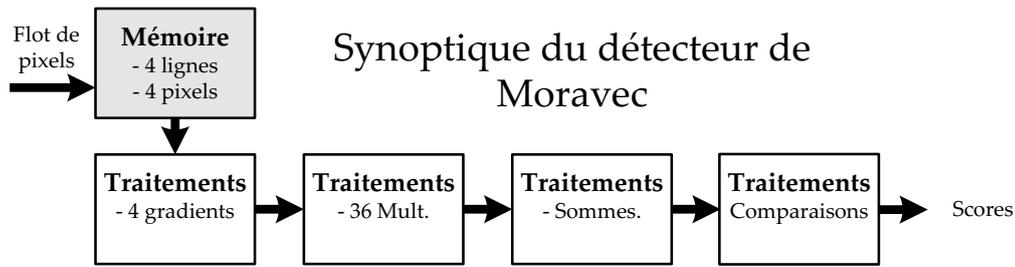 Flot de
pixels
Mémoire
- 4 lignes
- 4 pixels
Synoptique du détecteur de
Moravec
Traitements
- 4 gradients
Traitements
- 36 Mult.
Traitements
- Sommes.
Traitements
Comparaisons
Scores